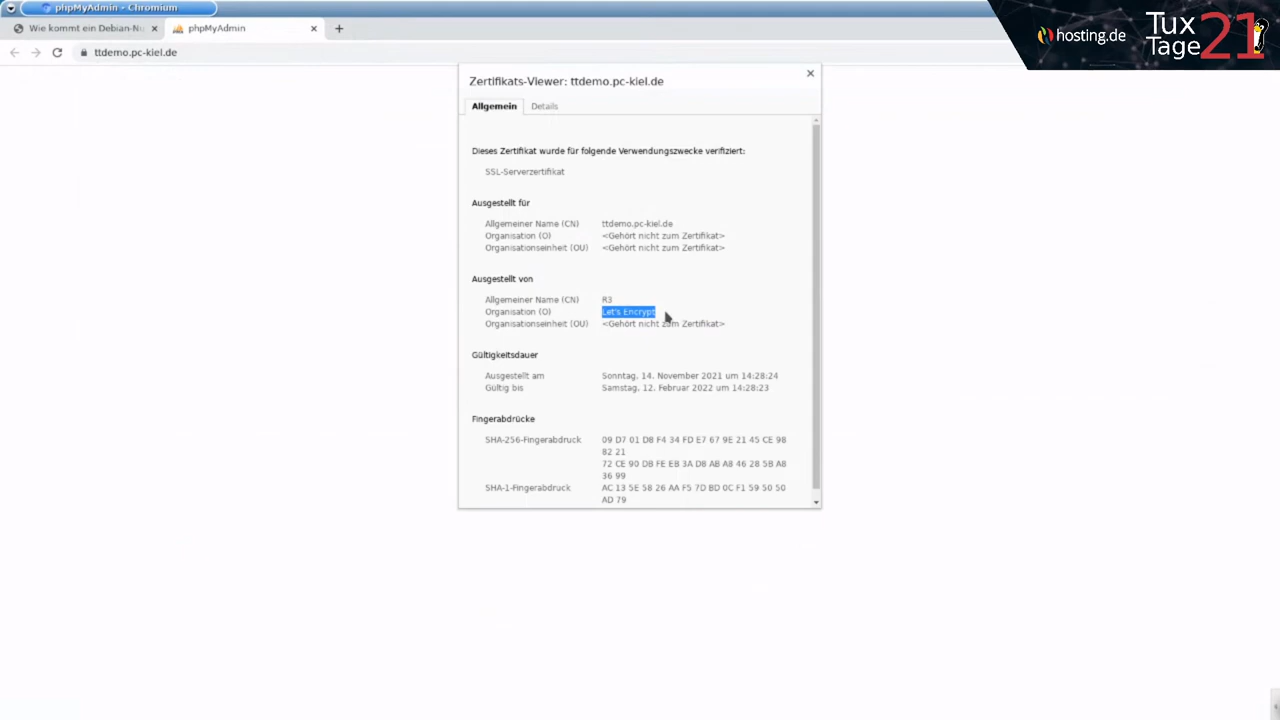 phpMyAdmin - Chromium
Wie kommt ein Debian-Nu
phpMyAdmin
ttdemo.pc-kiel.de
hosting.de
Tux
Tage
21
Zertifikats-Viewer: ttdemo.pc-kiel.de
Allgemein Details
Dieses Zertifikat wurde für folgende Verwendungszwecke verifiziert:
SSL-Serverzertifikat
Ausgestellt für
Allgemeiner Name (CN) ttdemo.pc-kiel.de
Organisation (O) <Gehört nicht zum Zertifikat>
Organisationseinheit (OU) <Gehört nicht zum Zertifikat>
Ausgestellt von
Allgemeiner Name (CN) R3
Organisation (O) Let's Encrypt
Organisationseinheit (OU) <Gehört nicht zum Zertifikat>
Gültigkeitsdauer
Ausgestellt am Sonntag, 14. November 2021 um 14:28:24
Gültig bis Samstag, 12. Februar 2022 um 14:28:23
Fingerabdrücke
SHA-256-Fingerabdruck 09 D7 01 D8 F4 34 FD E7 67 9E 21 45 CE 98
B2 21
72 CE 90 DB FE EB 3A D8 AB A8 46 28 5B A8
36 99
SHA-1-Fingerabdruck AC 13 5E 58 26 AA F5 7D BD 0C F1 59 50 50
AD 79